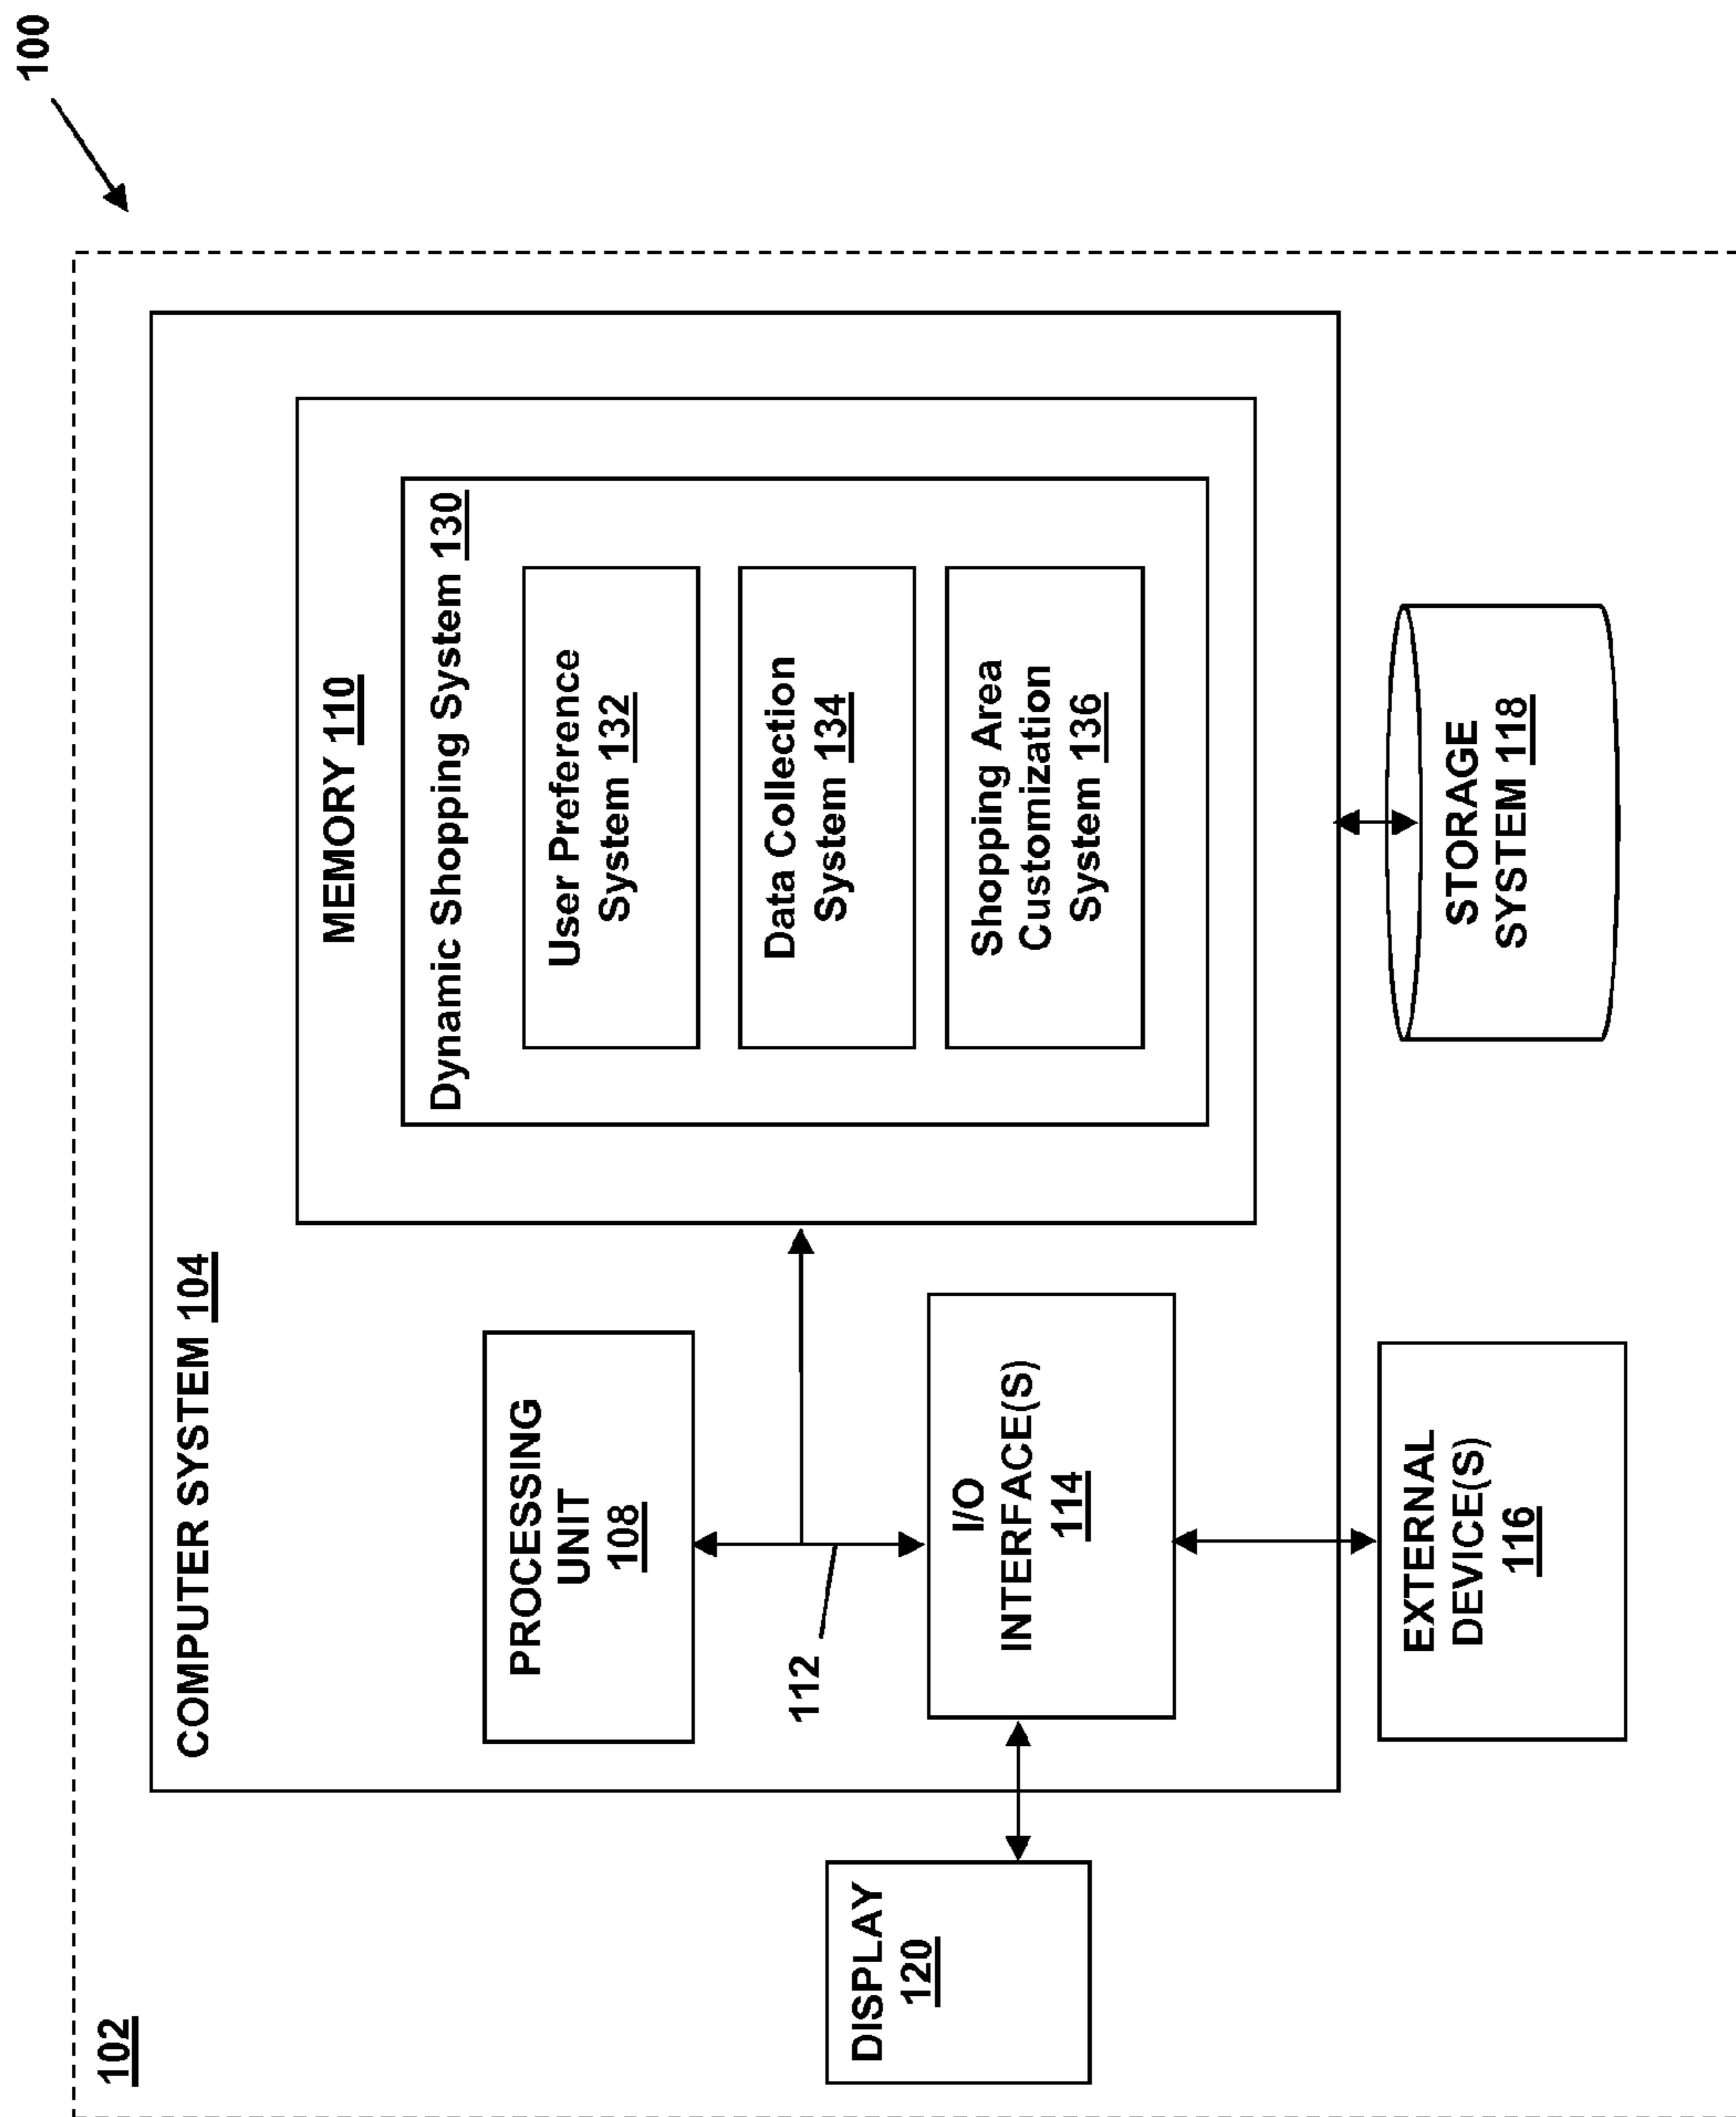 100
102
COMPUTER SYSTEM 104
MEMORY 110
Dynamic Shopping System 130
User Preference
System 132
Data Collection
System 134
Shopping Area
Customization
System 136
PROCESSING
UNIT
108
112
I/O
INTERFACE(S)
114
DISPLAY
120
EXTERNAL
DEVICE(S)
116
STORAGE
SYSTEM 118